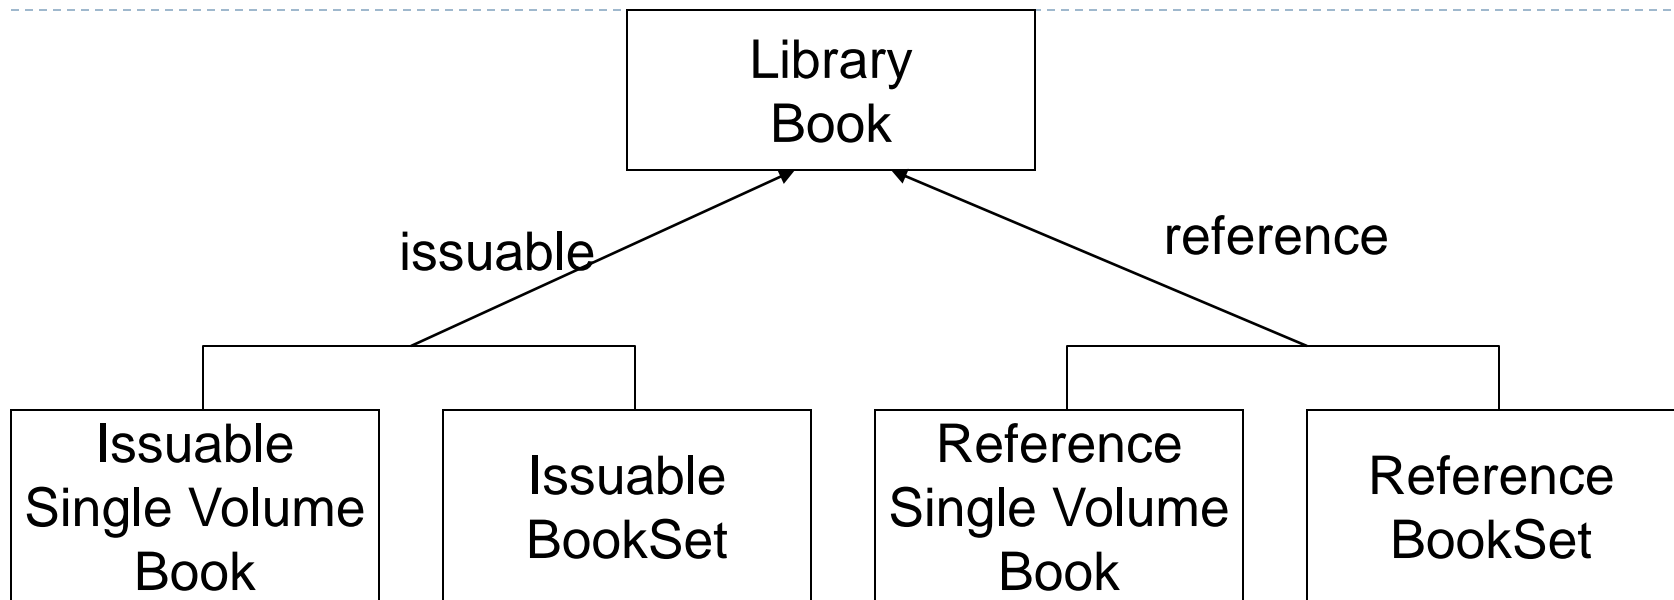 Library
Book
issuable
reference
Issuable
Single Volume
Book
Issuable
BookSet
Reference
Single Volume
Book
Reference
BookSet